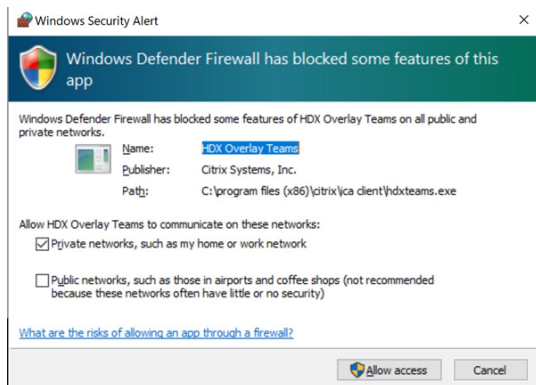 Windows Security Alert
Windows Defender Firewall has blocked some features of this
app
Windows Defender Firewall has blocked some features of HDX Overlay Teams on all public and
private networks.
Name: HDX Overlay Teams
Publisher: Citrix Systems, Inc.
Path: C:\program files (x86)\citrix\ica client\hdxteams.exe
Allow HDX Overlay Teams to communicate on these networks:
Private networks, such as my home or work network
Public networks, such as those in airports and coffee shops (not recommended
because these networks often have little or no security)
What are the risks of allowing an app through a firewall?
Allow access Cancel